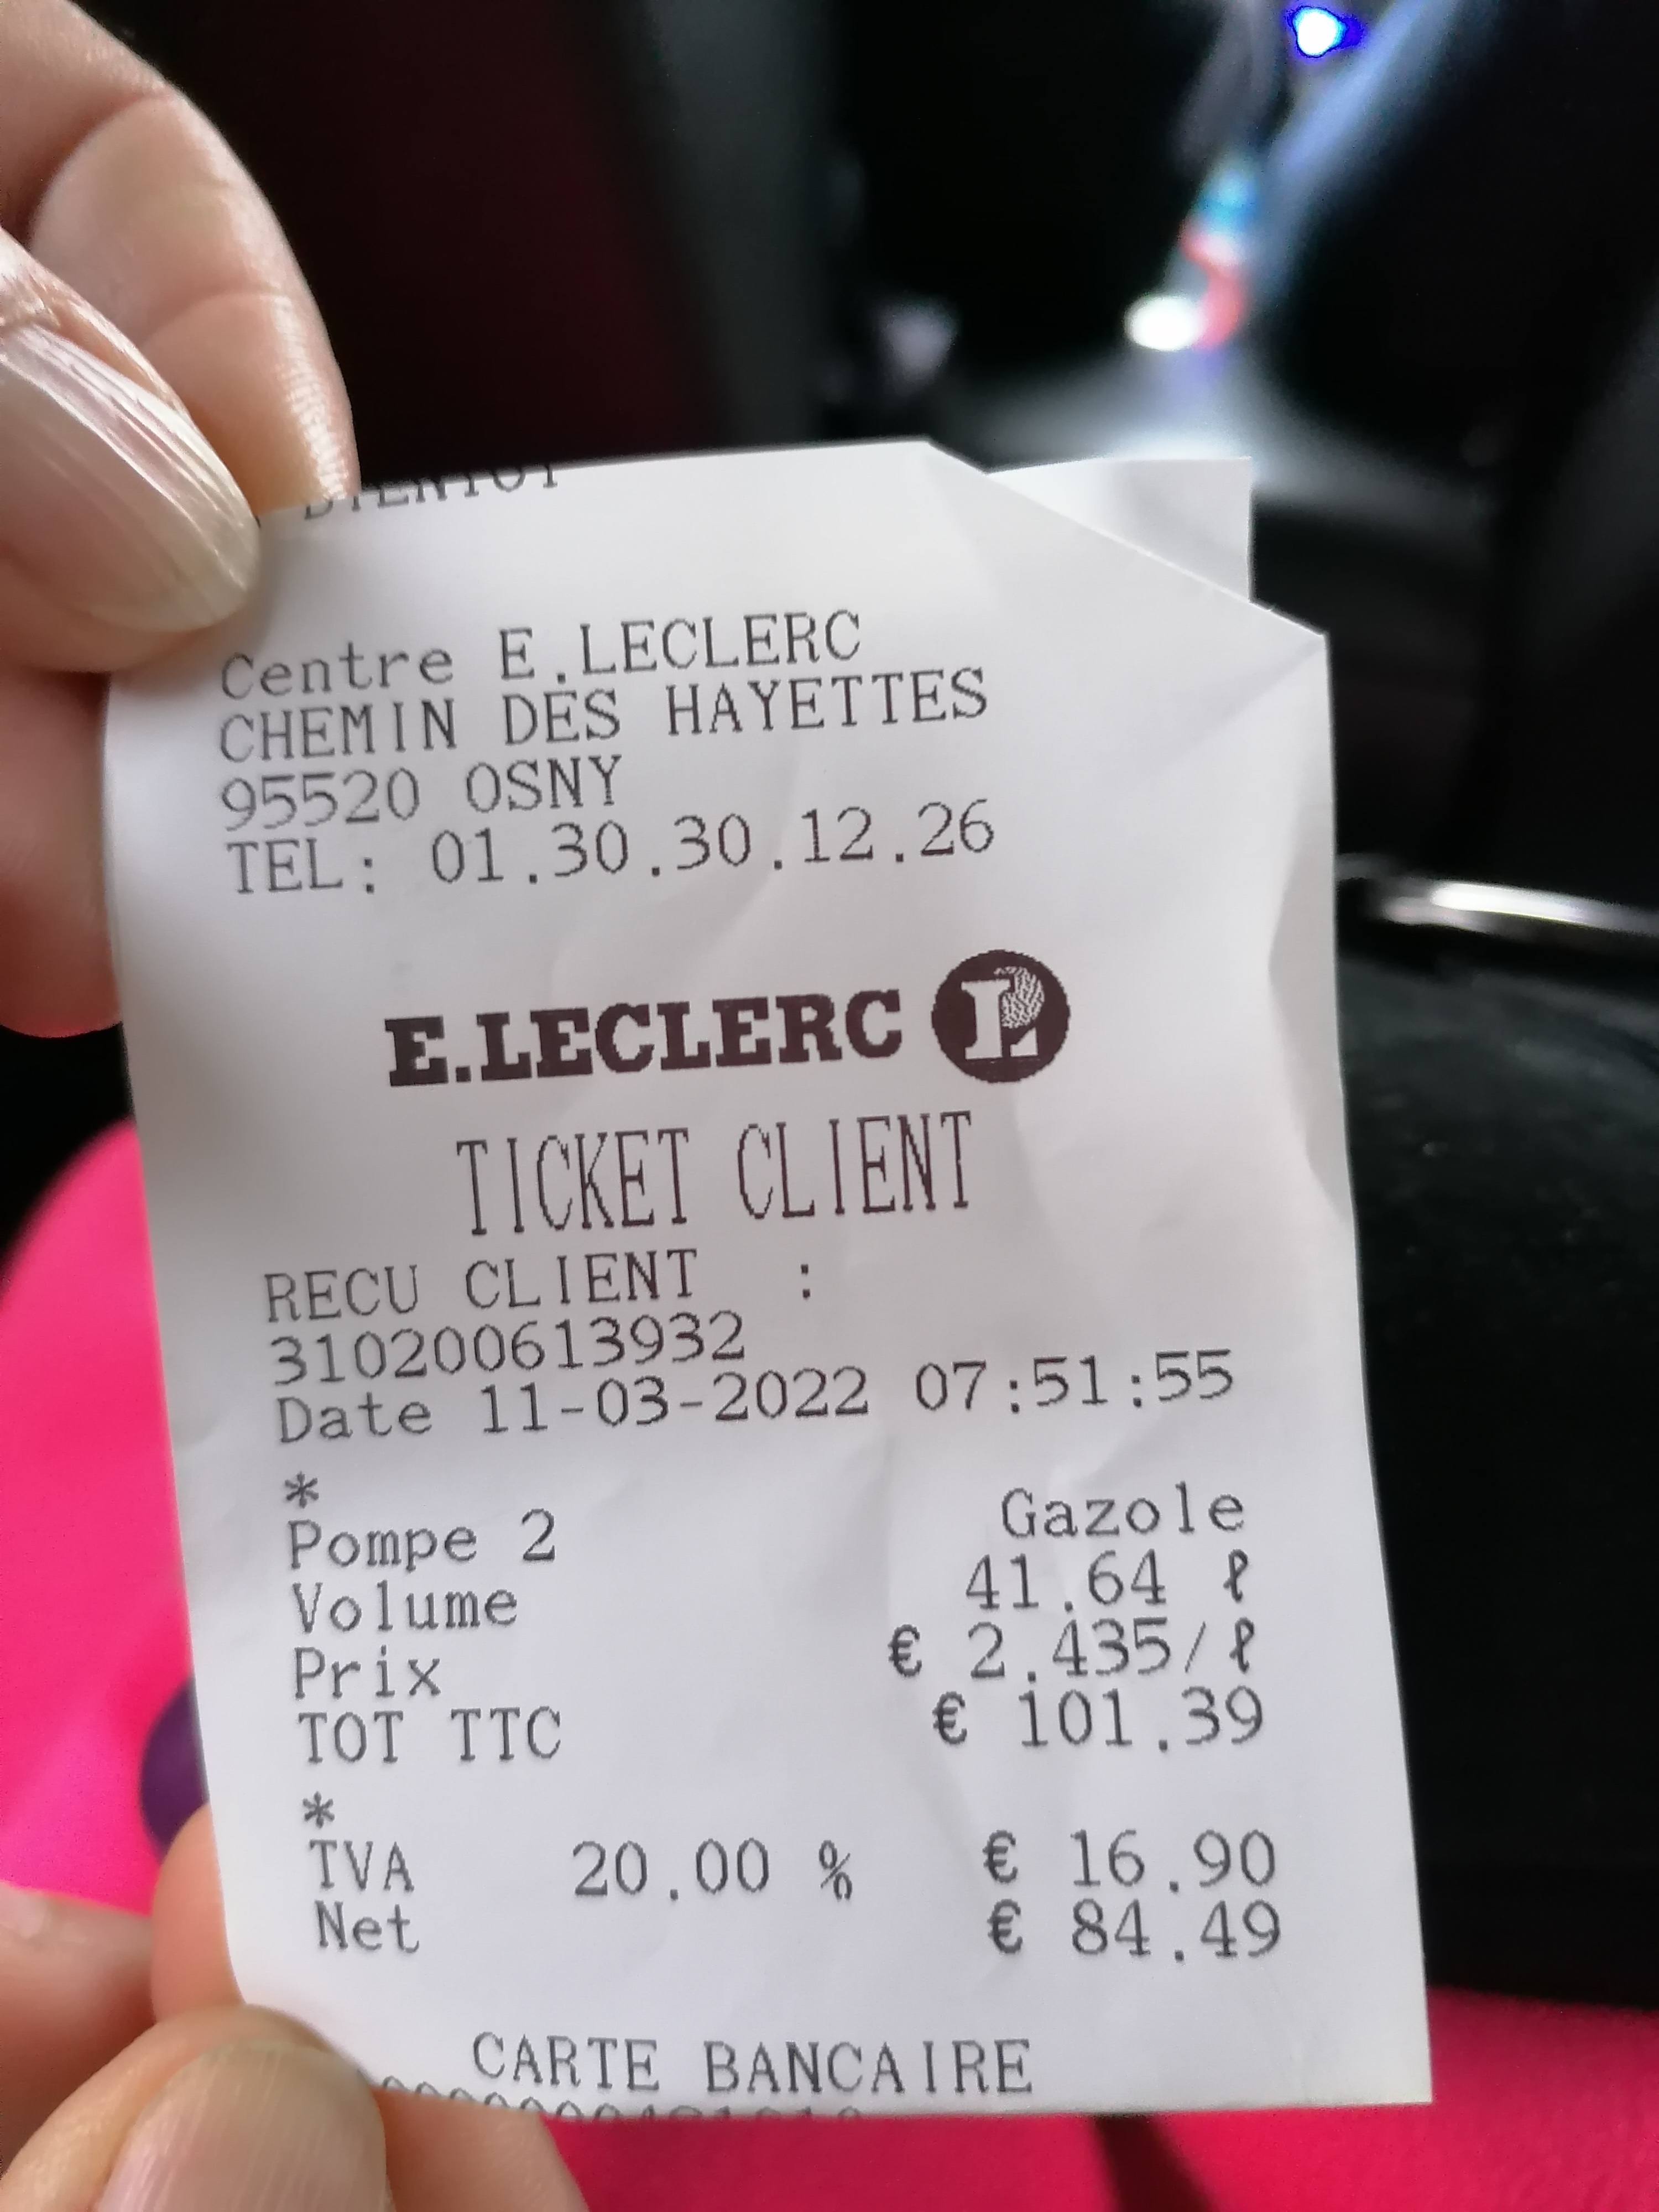 BIENTOT
Centre E.LECLERC
CHEMIN DES HAYETTES
95520 OSNY
TEL: 01.30.30.12.26
E.LECLERC L
TICKET CLIENT
RECU CLIENT :
310200613932
Date 11-03-2022 07:51:55
*
Pompe 2 Gazole
Volume 41.64 ℓ
Prix € 2.435/ℓ
TOT TTC € 101.39
*
TVA 20.00 % € 16.90
Net € 84.49
CARTE BANCAIRE